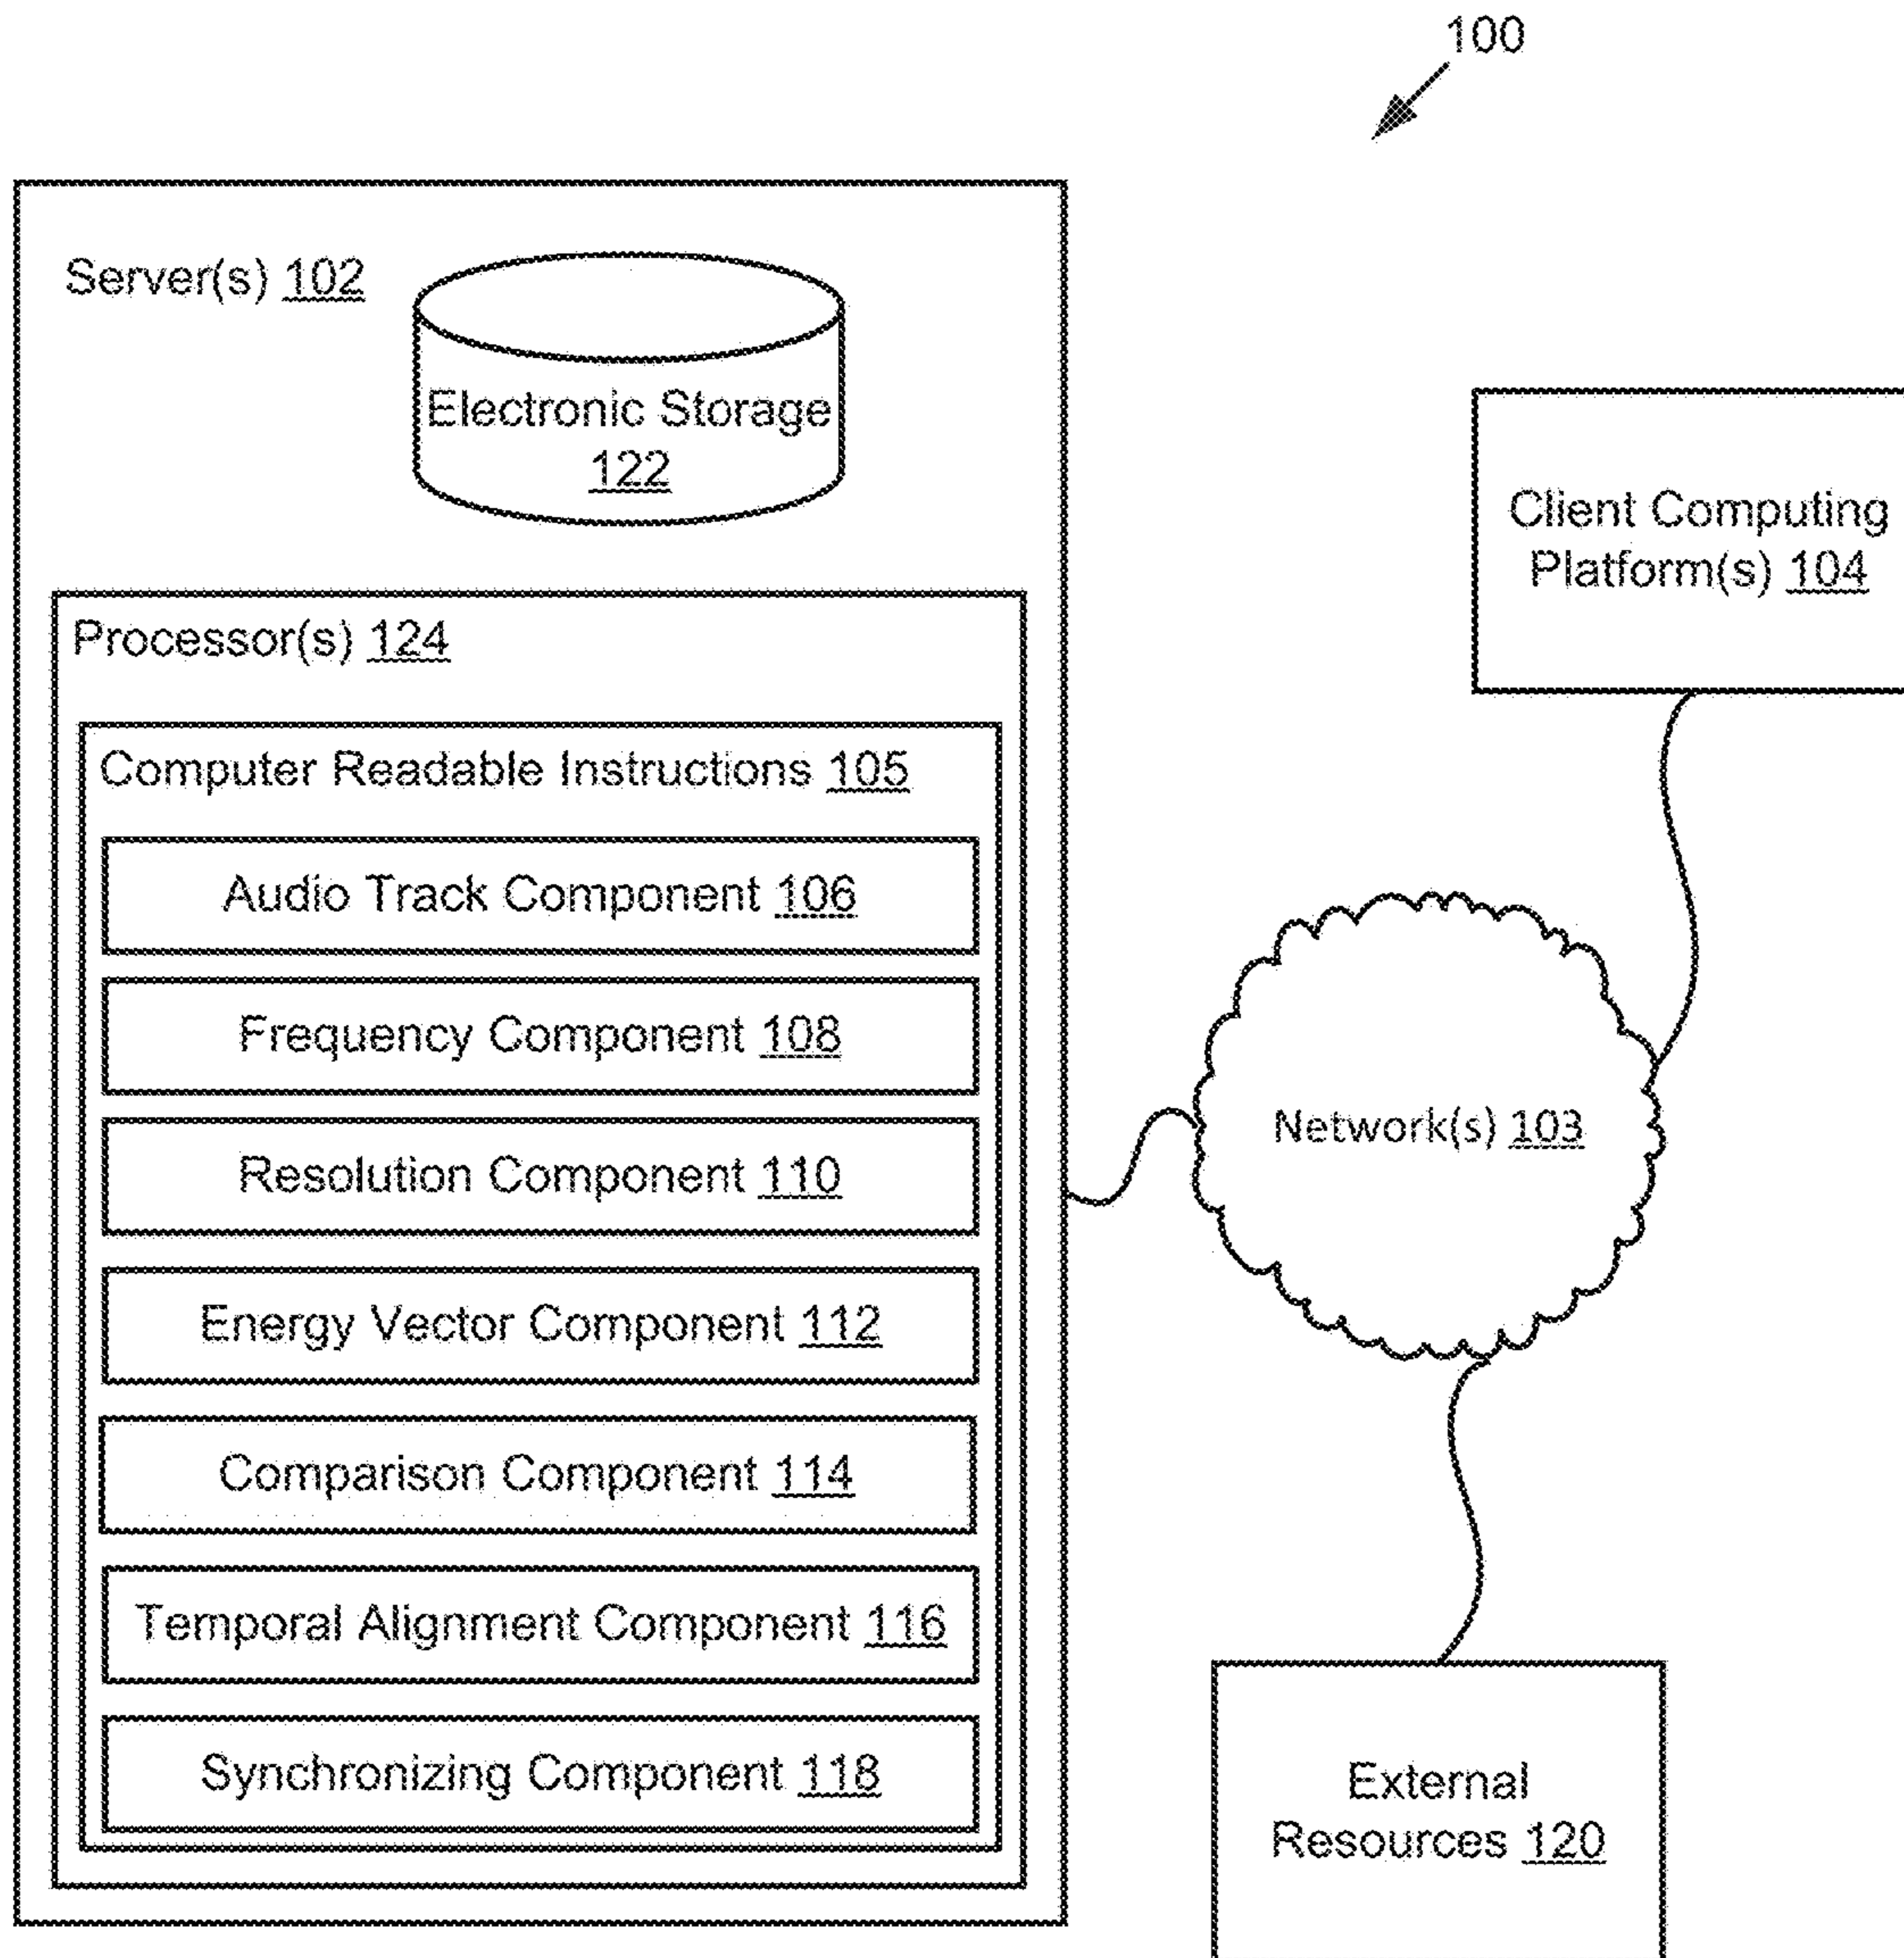 100
Server(s) 102
Electronic Storage
122
Client Computing
Platform(s) 104
Processor(s) 124
Computer Readable Instructions 105
Audio Track Component 106
Frequency Component 108
Resolution Component 110
Energy Vector Component 112
Comparison Component 114
Temporal Alignment Component 116
Synchronizing Component 118
Network(s) 103
External
Resources 120